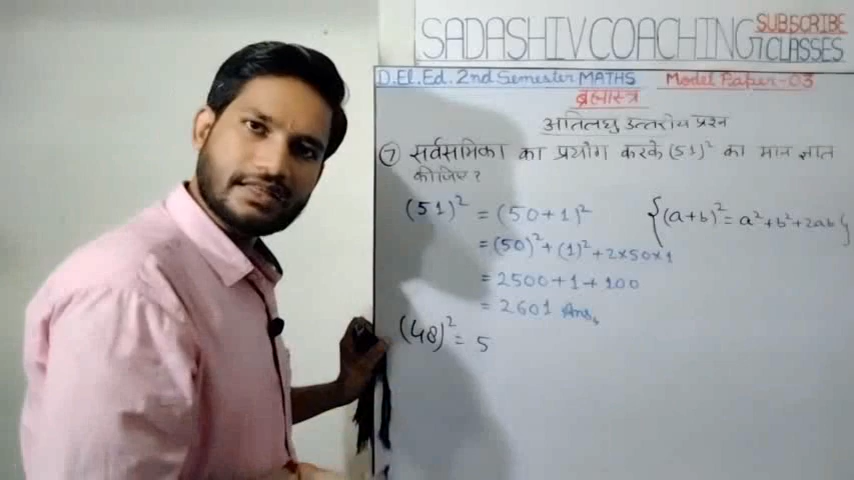 SADASHIV COACHING CLASSES
SUBSCRIBE
D.El.Ed. 2nd Semester MATHS Model Paper-03
ब्रह्मास्त्र
अतिलघु उत्तरीय प्रश्न
⑦ सर्वसमिका का प्रयोग करके (51)² का मान ज्ञात
कीजिए?
(51)² = (50+1)² {(a+b)² = a²+b²+2ab}
= (50)² + (1)² + 2×50×1
= 2500 + 1 + 100
= 2601 Ans.
(48)² = 5